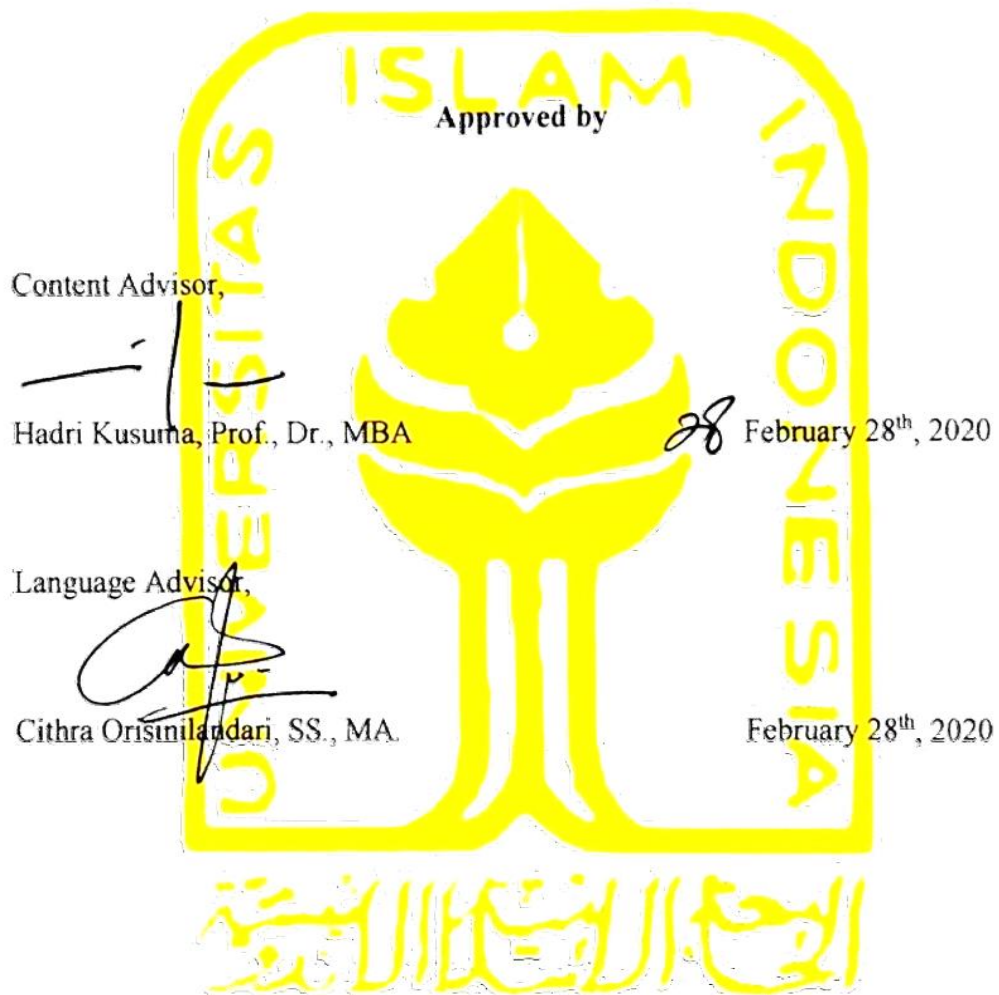 UNIVERSITAS ISLAM INDONESIA
Approved by
Content Advisor,
Hadri Kusuma, Prof., Dr., MBA
28 February 28th, 2020
Language Advisor,
Cithra Orisinilandari, SS., MA.
February 28th, 2020